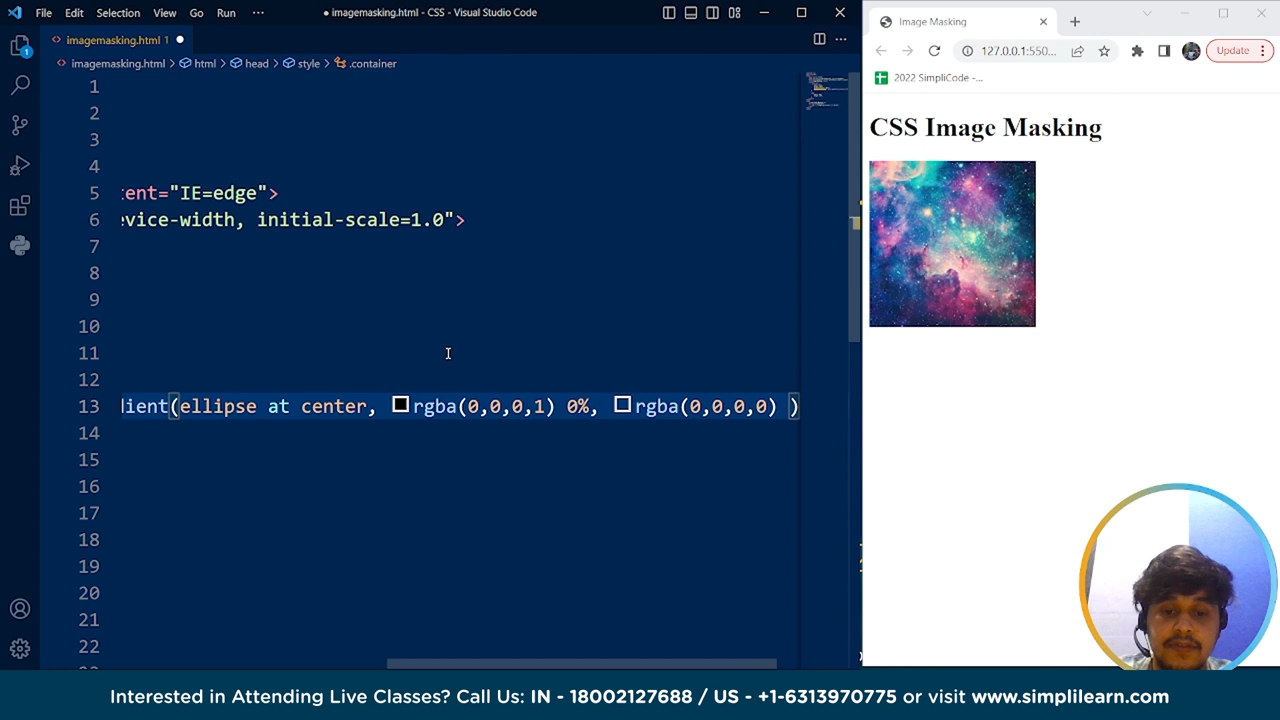 File Edit Selection View Go Run ··· ● imagemasking.html - CSS - Visual Studio Code
<> imagemasking.html 1 ●
<> imagemasking.html > html > head > style > .container
1
1
2
3
4
5 tent="IE=edge">
6 vice-width, initial-scale=1.0">
7
8
9
10
11
12
13 dient(ellipse at center, rgba(0,0,0,1) 0%, rgba(0,0,0,0) )
14
15
16
17
18
19
20
21
22
Image Masking
127.0.0.1:550...
Update
2022 SimpliCode -...
CSS Image Masking
Interested in Attending Live Classes? Call Us: IN - 18002127688 / US - +1-6313970775 or visit www.simplilearn.com